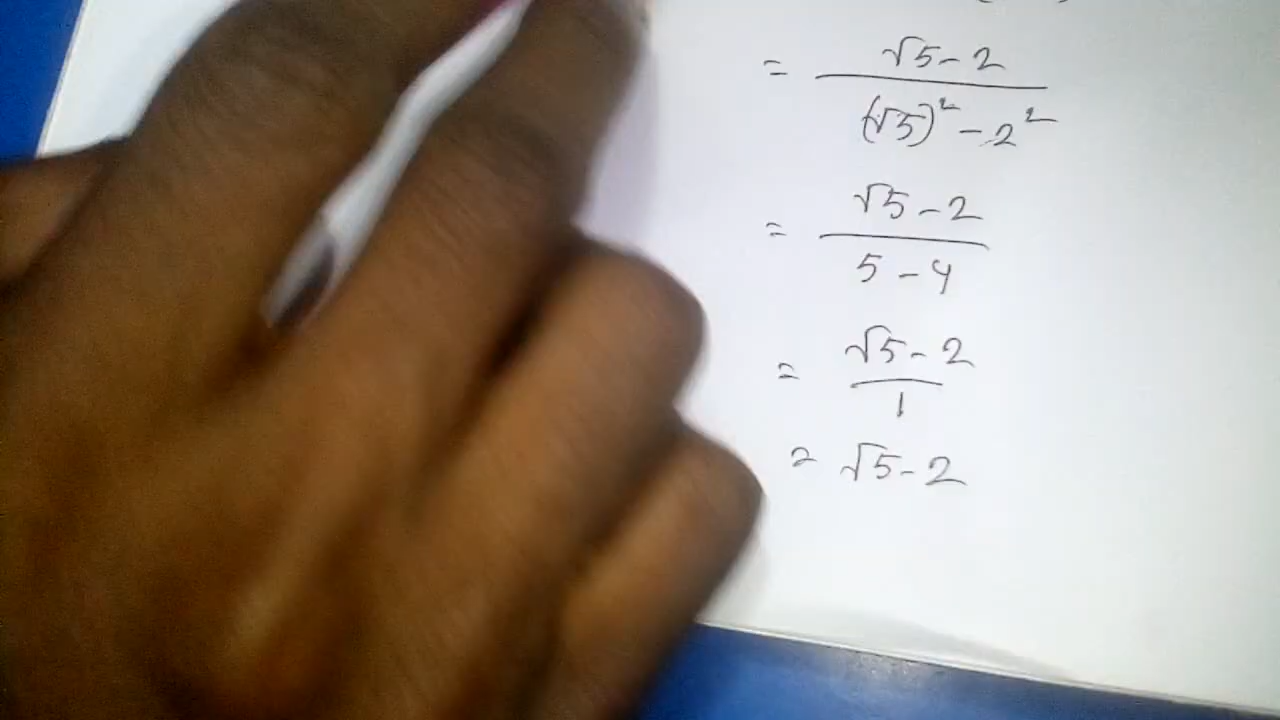 = (√5 - 2) / ((√5)² - 2²)
= (√5 - 2) / (5 - 4)
= (√5 - 2) / 1
= √5 - 2